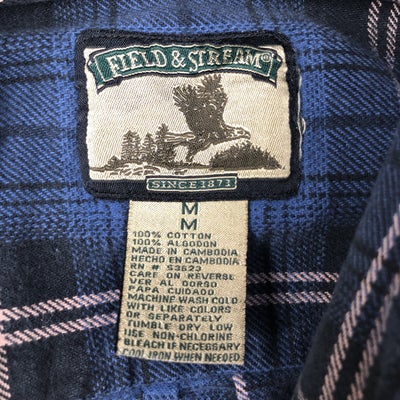 FIELD & STREAM®
SINCE 1871
M
M
100% COTTON
100% ALGODON
MADE IN CAMBODIA
HECHO EN CAMBODIA
RN # 53623
CARE ON REVERSE
VER AL DORSO
PAPA CUIDADO
MACHINE WASH COLD
WITH LIKE COLORS
OR SEPARATELY
TUMBLE DRY LOW
USE NON-CHLORINE
BLEACH IF NECESSARY
COOL IRON WHEN NEEDED